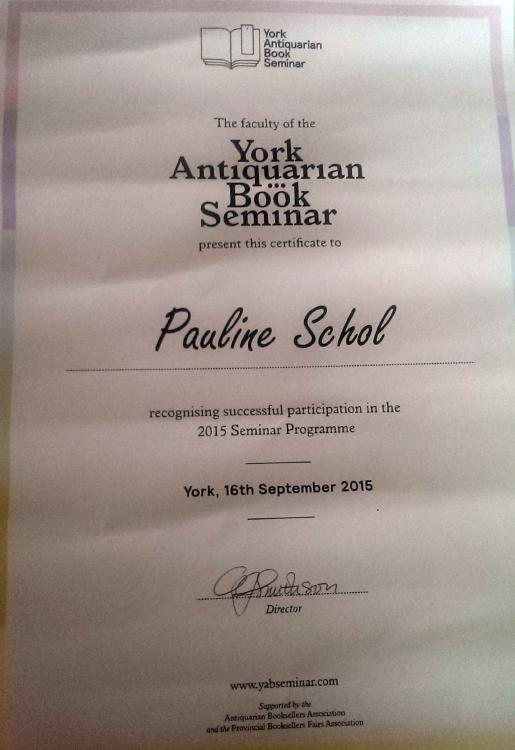 York
Antiquarian
Book
Seminar
The faculty of the
York
Antiquarian
Book
Seminar
present this certificate to
Pauline Schol
recognising successful participation in the
2015 Seminar Programme
York, 16th September 2015
Director
www.yabseminar.com
Supported by the
Antiquarian Booksellers Association
and the Provincial Booksellers Fairs Association